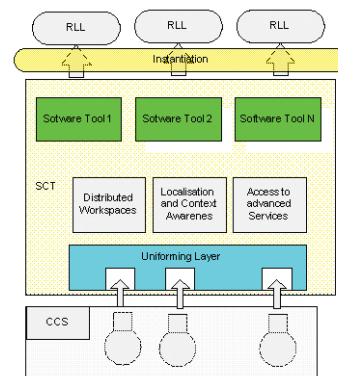 RLL RLL RLL
Instantiation
Sotware Tool 1 Sotware Tool 2 Software Tool N
SCT
Distributed Workspaces
Localisation and Context Awarenes
Access to advanced Services
Uniforming Layer
CCS